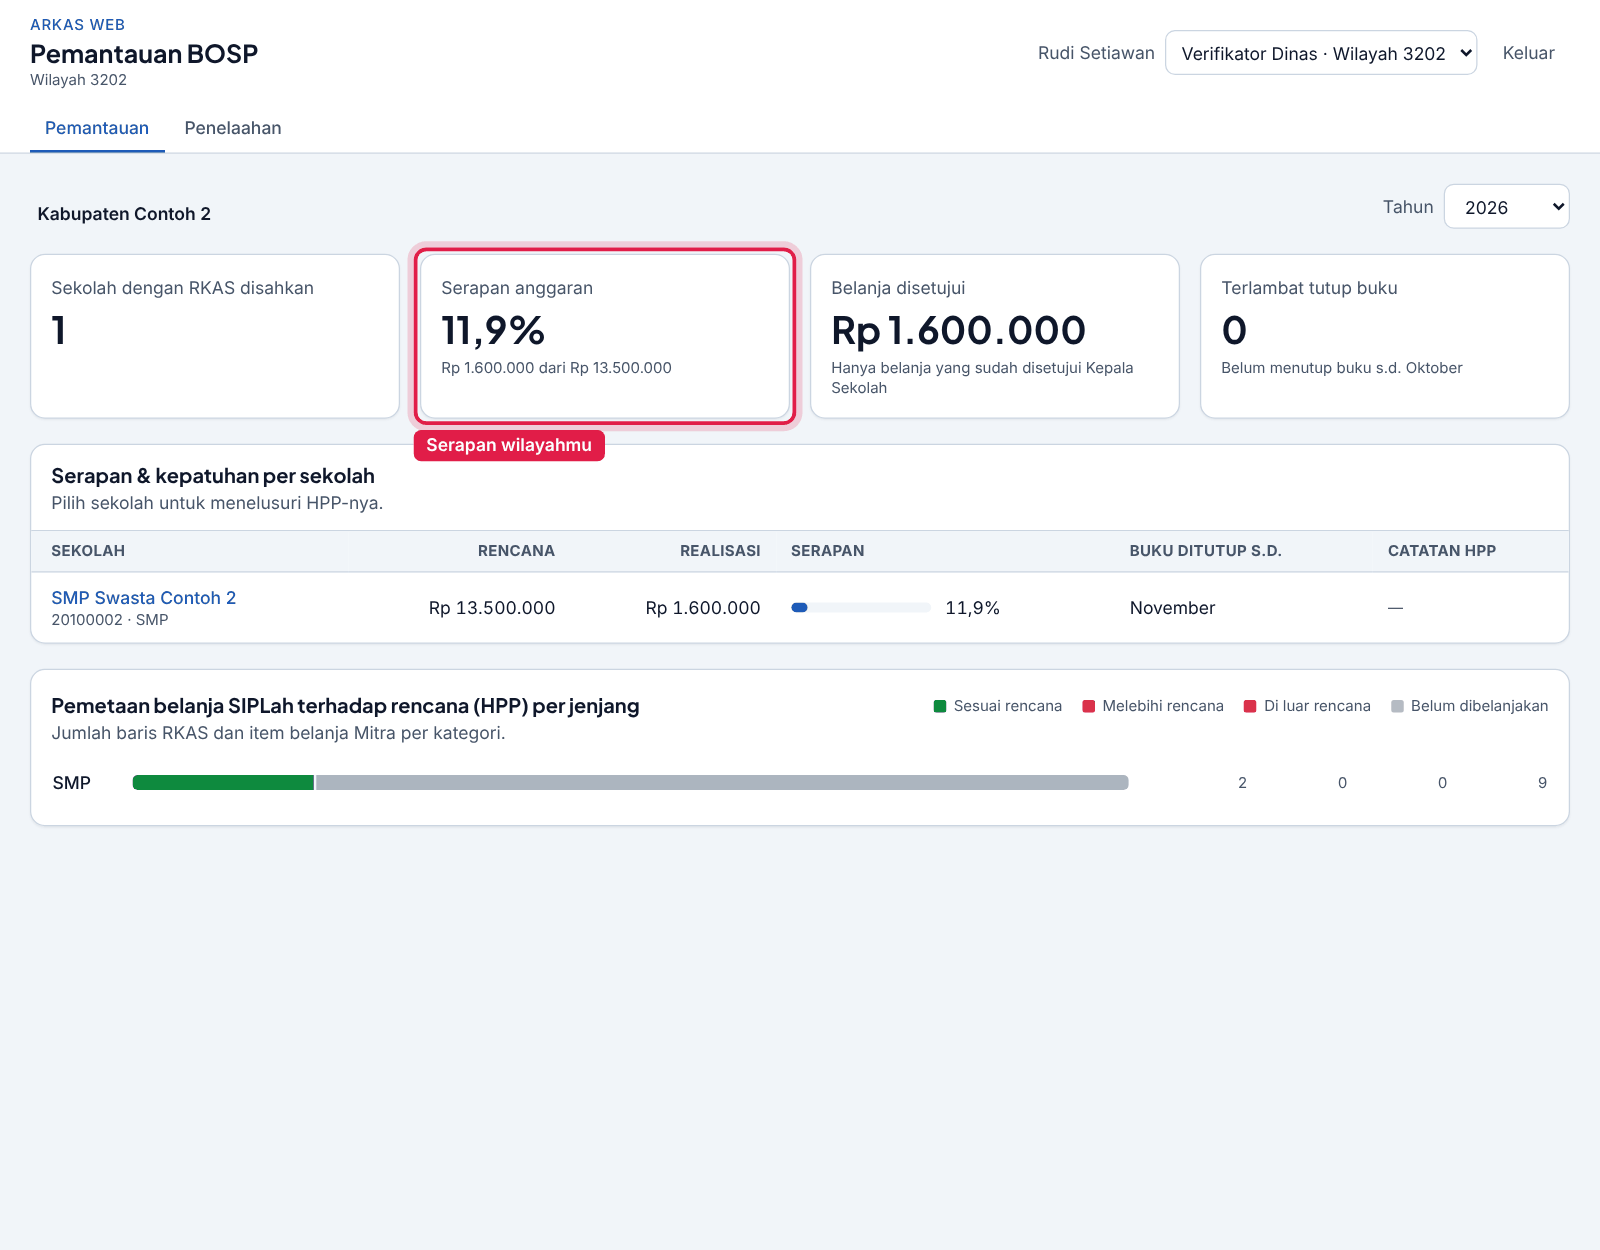 ARKAS WEB
Pemantauan BOSP
Wilayah 3202
Rudi Setiawan
Verifikator Dinas · Wilayah 3202
Keluar
Pemantauan
Penelaahan
Kabupaten Contoh 2
Tahun
2026
Sekolah dengan RKAS disahkan
1
Serapan anggaran
11,9%
Rp 1.600.000 dari Rp 13.500.000
Belanja disetujui
Rp 1.600.000
Hanya belanja yang sudah disetujui Kepala
Sekolah
Terlambat tutup buku
0
Belum menutup buku s.d. Oktober
Serapan wilayahmu
Serapan & kepatuhan per sekolah
Pilih sekolah untuk menelusuri HPP-nya.
SEKOLAH RENCANA REALISASI SERAPAN BUKU DITUTUP S.D. CATATAN HPP
SMP Swasta Contoh 2 Rp 13.500.000 Rp 1.600.000 11,9% November —
20100002 · SMP
Pemetaan belanja SIPLah terhadap rencana (HPP) per jenjang
Sesuai rencana Melebihi rencana Di luar rencana Belum dibelanjakan
Jumlah baris RKAS dan item belanja Mitra per kategori.
SMP 2 0 0 9